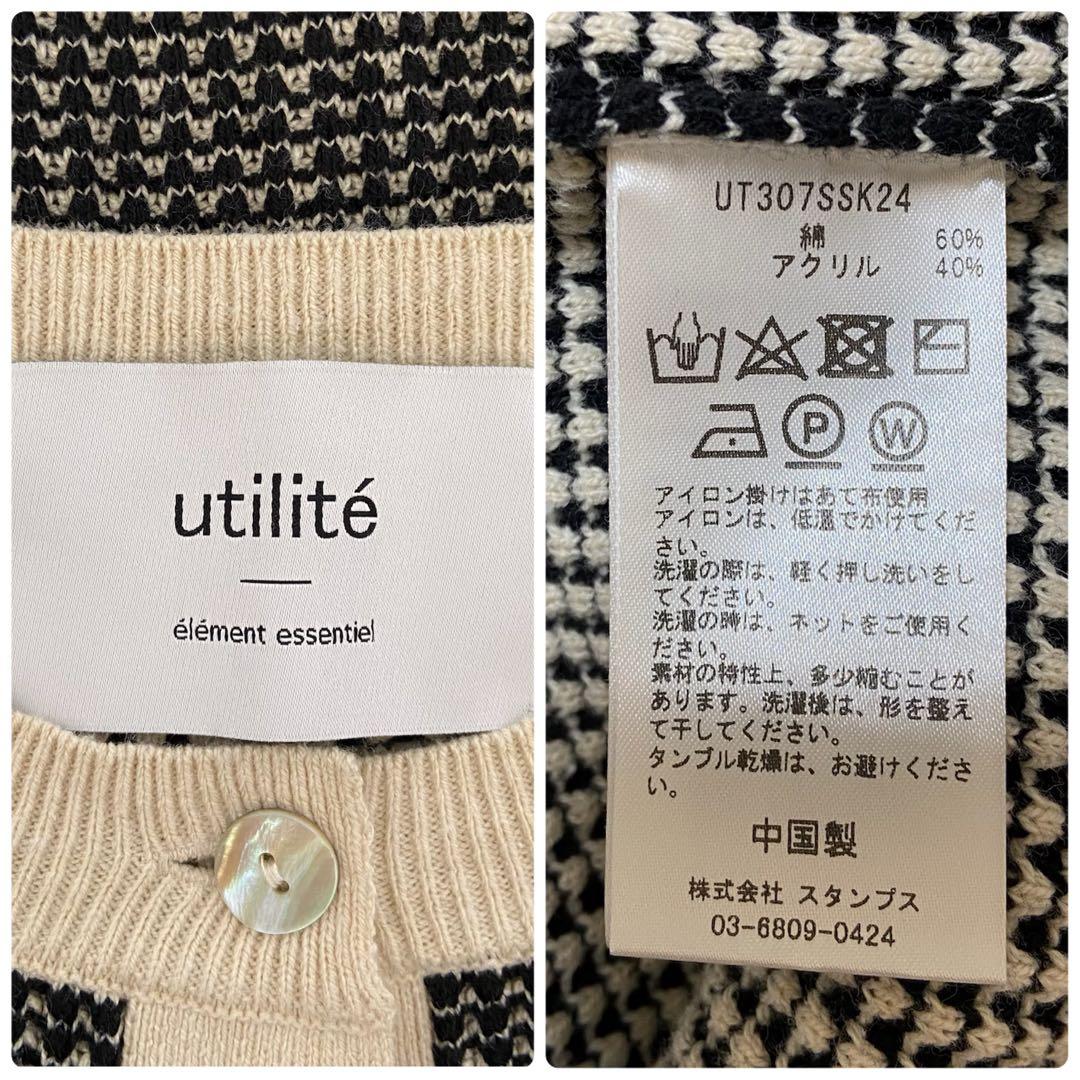 utilité
élément essentiel
UT307SSK24
綿 60%
アクリル 40%
P W
アイロン掛けはあて布使用
アイロンは、低温でかけてくだ
さい。
洗濯の際は、軽く押し洗いをし
てください。
洗濯の時は、ネットをご使用く
ださい。
素材の特性上、多少縮むことが
あります。洗濯後は、形を整え
て干してください。
タンブル乾燥は、お避けくださ
い。
中国製
株式会社 スタンプス
03-6809-0424